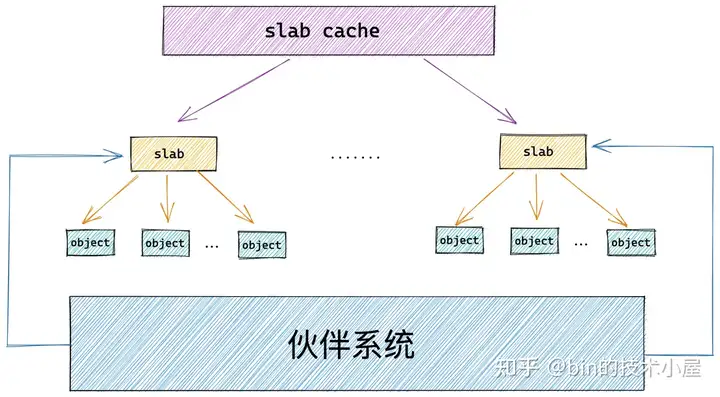 slab cache
slab
.......
slab
object
object
...
object
object
object
...
object
伙伴系统
知乎 @bin的技术小屋